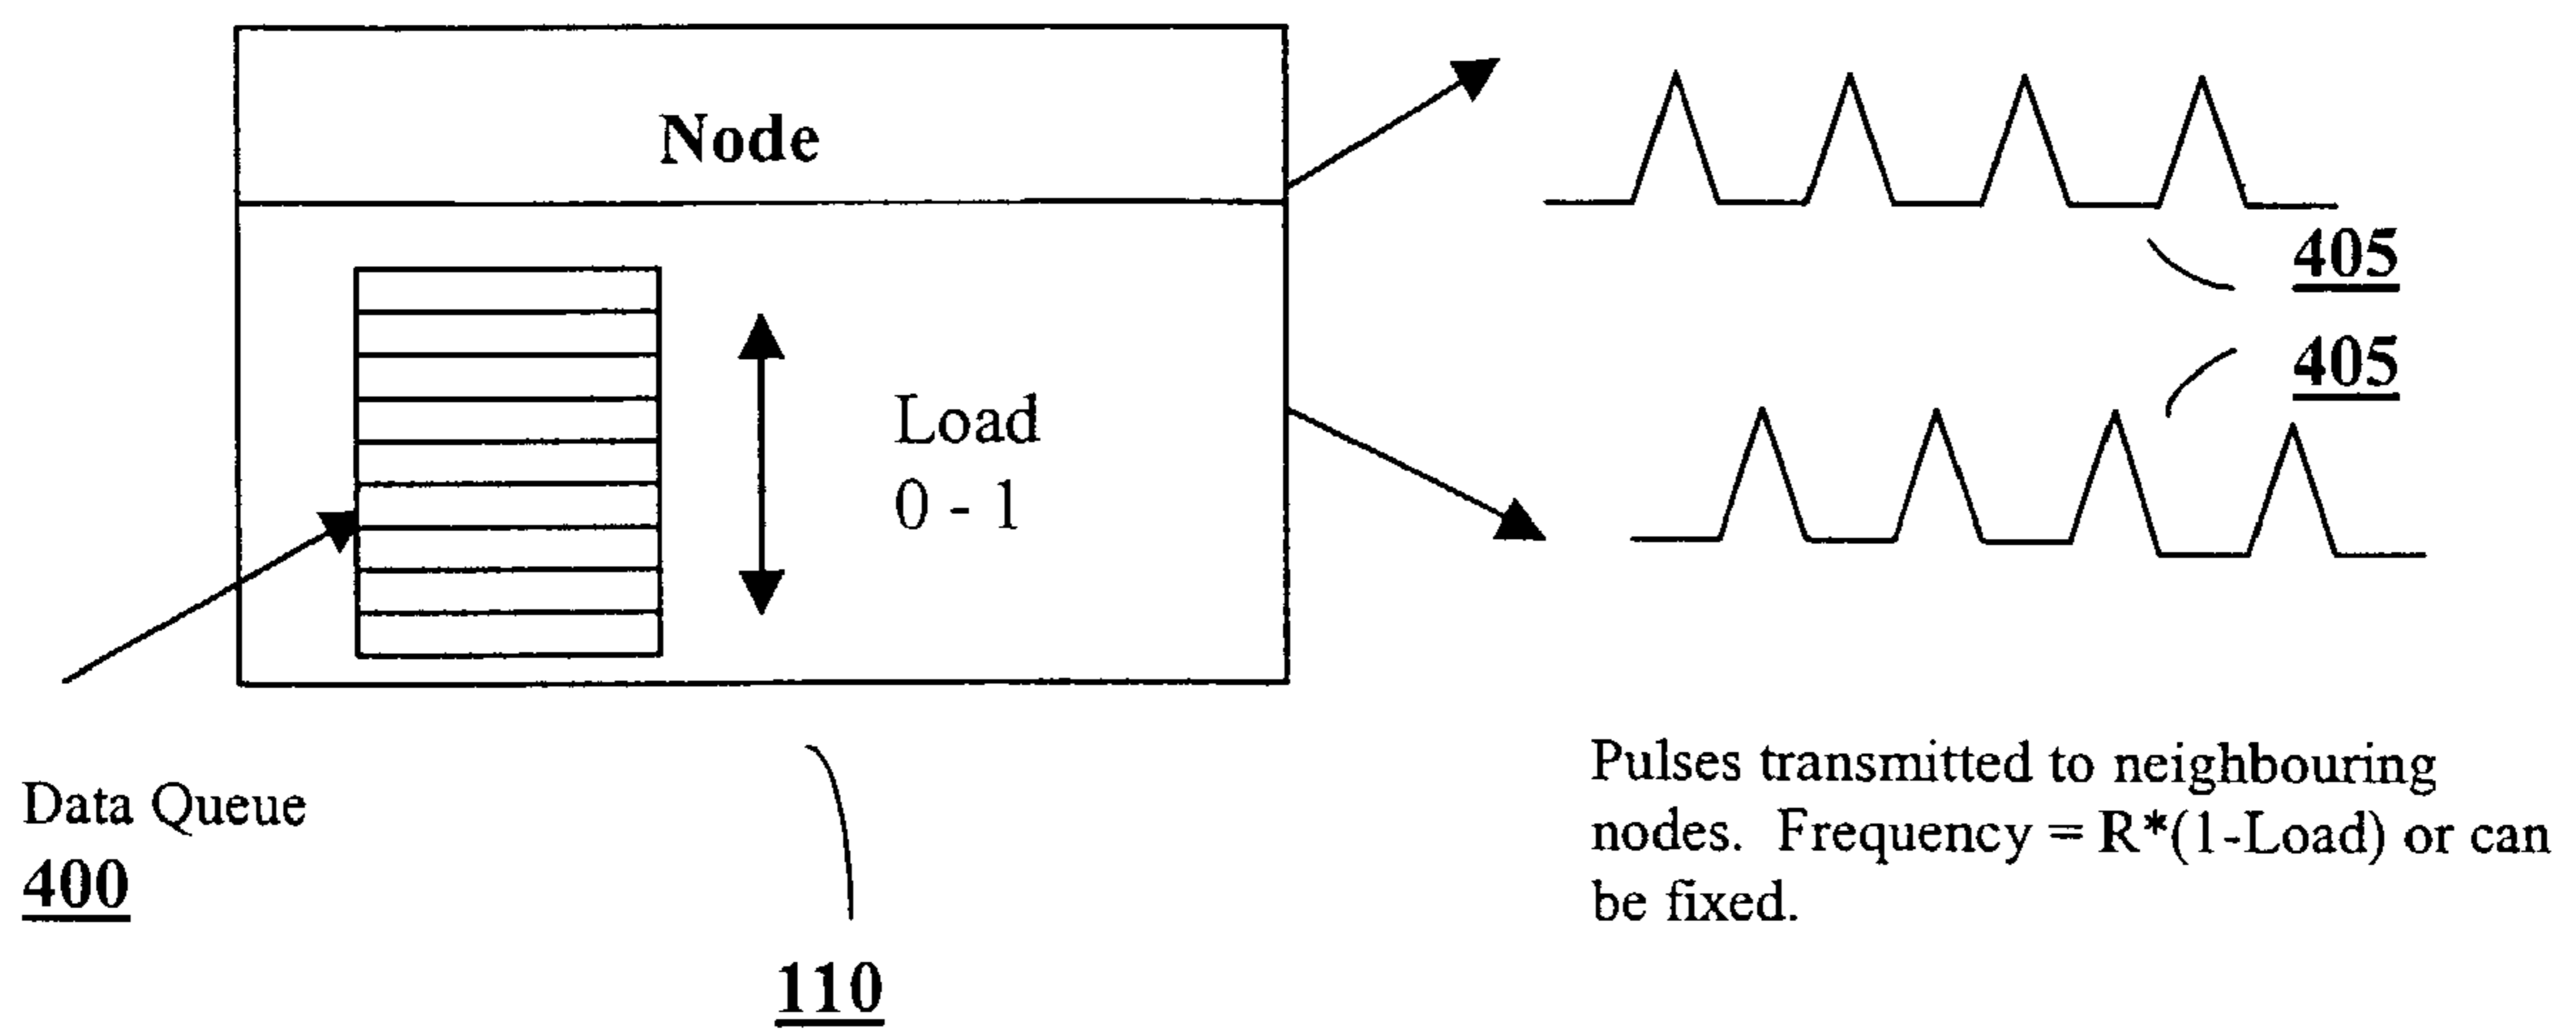 Node
405
405
Load
0 - 1
Data Queue
400
110
Pulses transmitted to neighbouring
nodes. Frequency = R*(1-Load) or can
be fixed.